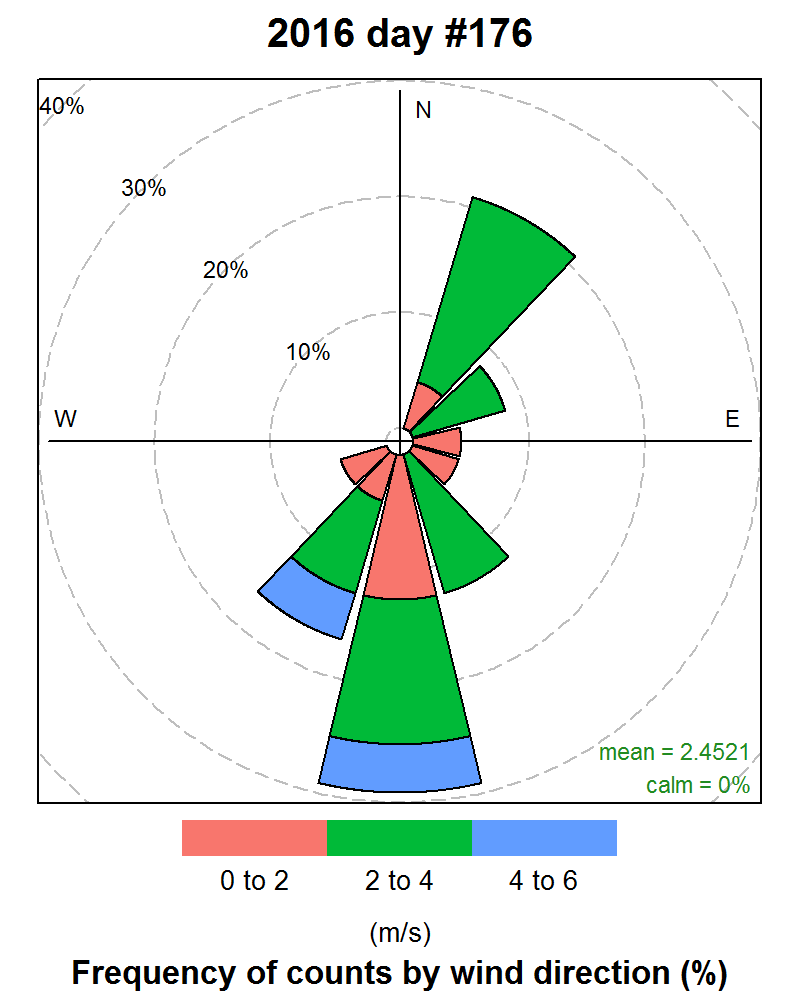 2016 day #176
40%
N
30%
20%
10%
W
E
mean = 2.4521
calm = 0%
0 to 2 2 to 4 4 to 6
(m/s)
Frequency of counts by wind direction (%)